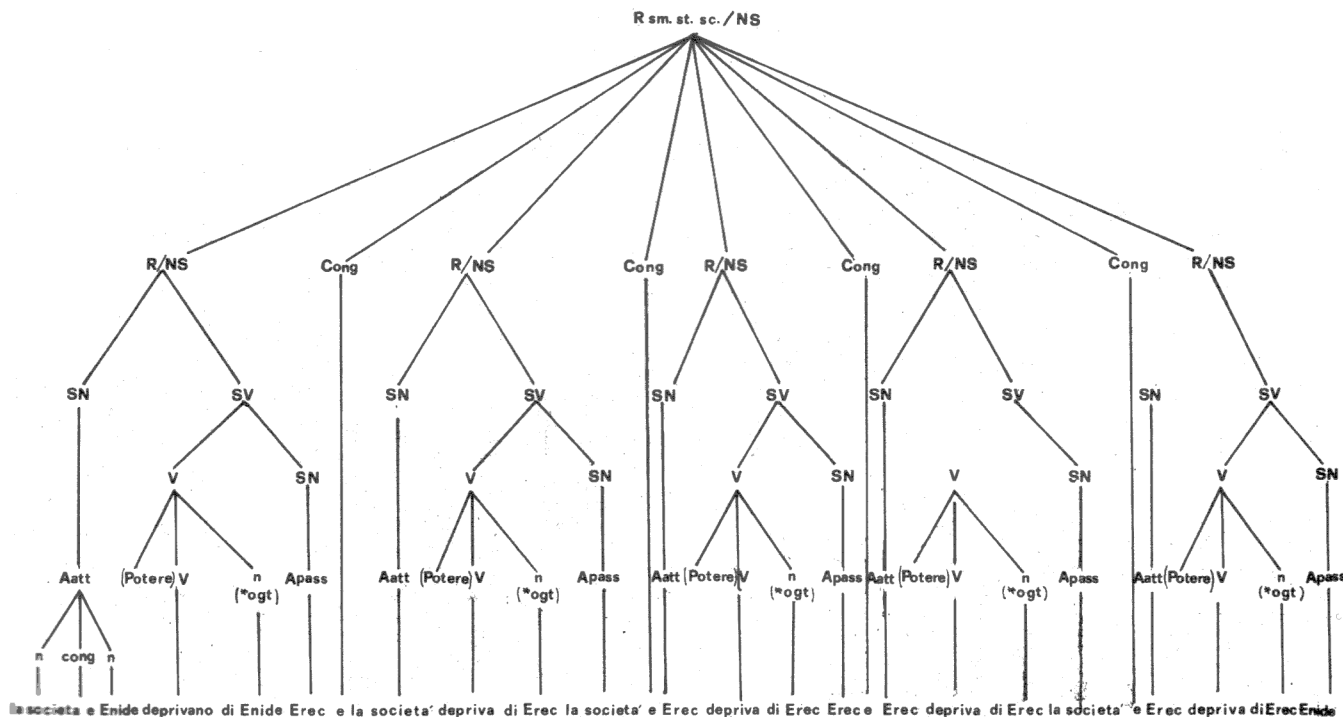 R sm. st. sc./NS
R/NS Cong R/NS Cong R/NS Cong R/NS Cong R/NS
SN SV SN SV SN SV SN SV SN SV
V SN V SN V SN V SN V SN
Aatt (Potere) V n Apass Aatt (Potere) V n Apass Aatt (Potere) V n Apass Aatt (Potere) V n Apass Aatt (Potere) V n Apass
(*ogt) (*ogt) (*ogt) (*ogt) (*ogt)
n cong n
la societa e Enide deprivano di Enide Erec e la societa' depriva di Erec la societa' e Erec depriva di Erec Erec e Erec depriva di Erec la societa' e Erec depriva di Erec Enide